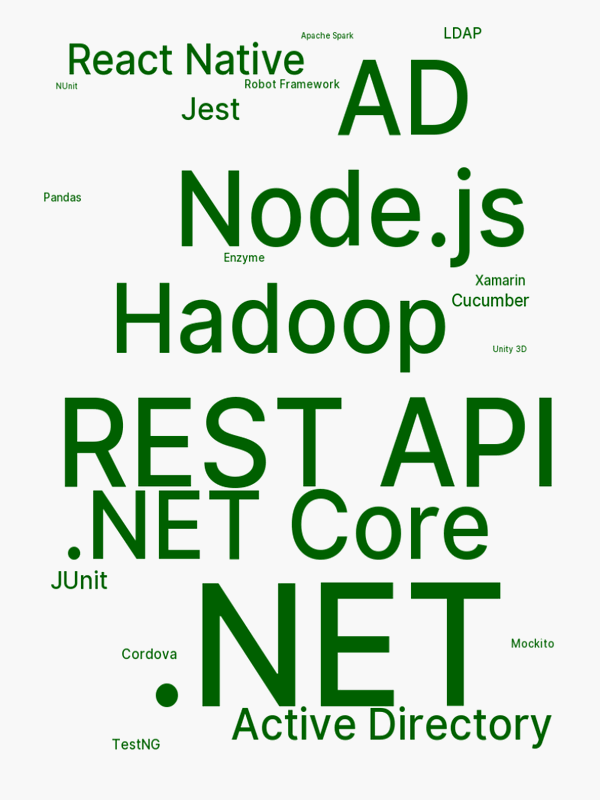 Apache Spark
LDAP
React Native
NUnit
Robot Framework
AD
Jest
Pandas
Node.js
Enzyme
Xamarin
Hadoop
Cucumber
Unity 3D
REST API
.NET Core
JUnit
.NET
Mockito
Cordova
Active Directory
TestNG